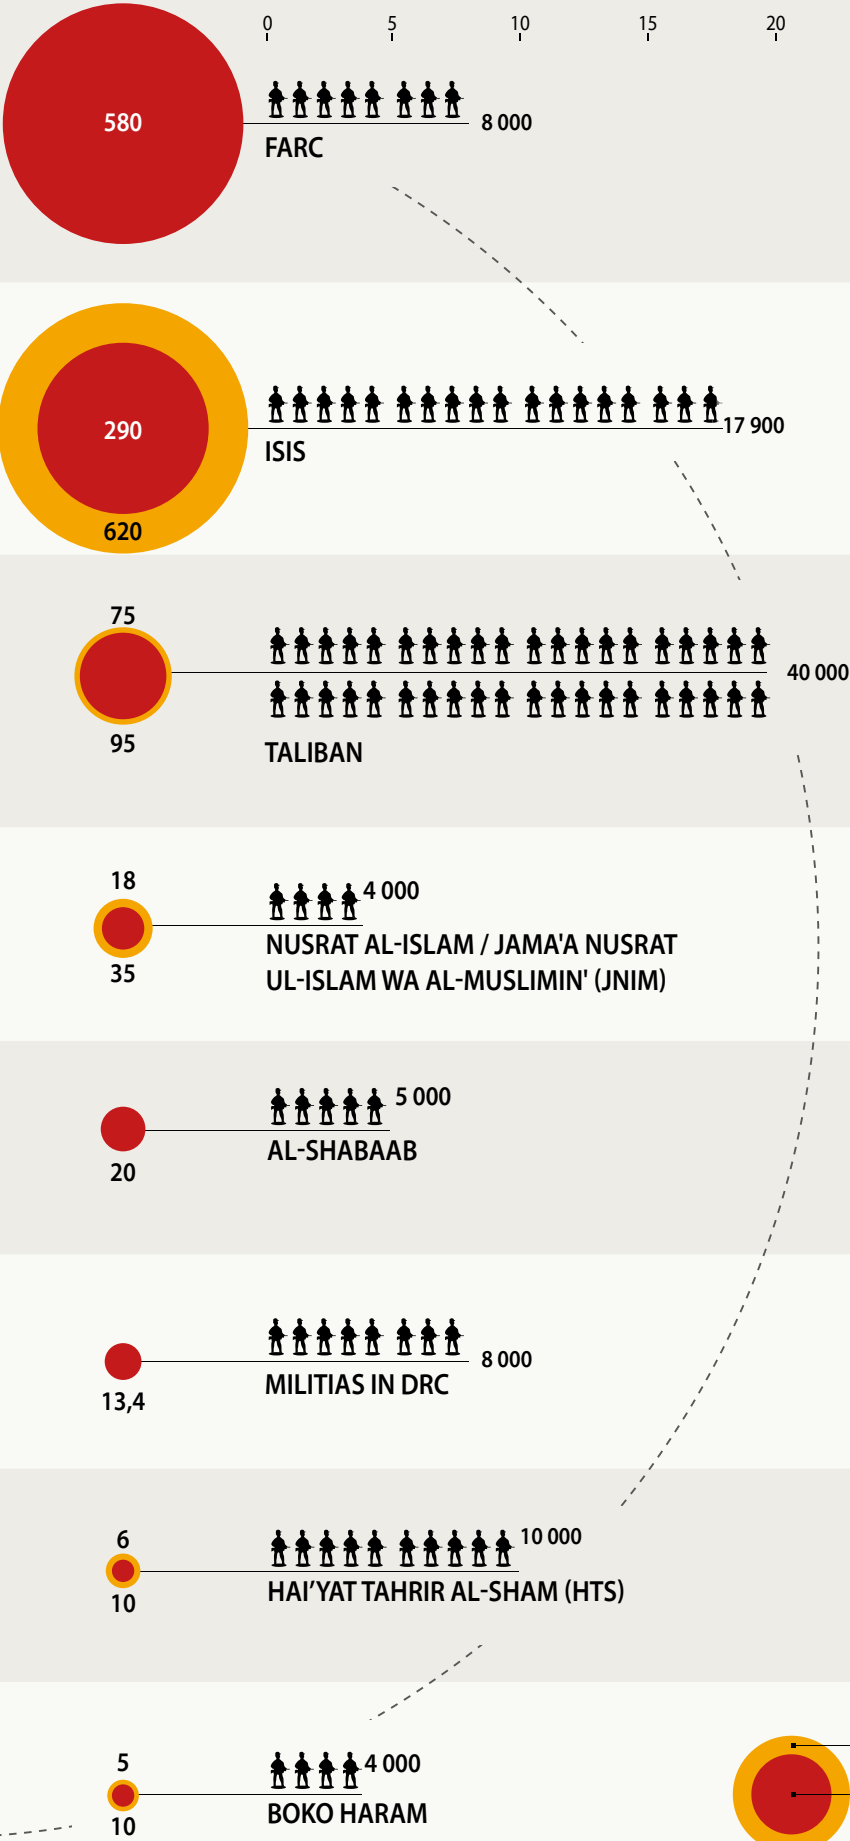 0 5 10 15 20
580
8 000
FARC
290
17 900
ISIS
620
75
40 000
95
TALIBAN
18
4 000
35
NUSRAT AL-ISLAM / JAMA'A NUSRAT
UL-ISLAM WA AL-MUSLIMIN' (JNIM)
5 000
20
AL-SHABAAB
8 000
13,4
MILITIAS IN DRC
6
10 000
10
HAI’YAT TAHRIR AL-SHAM (HTS)
5
4 000
10
BOKO HARAM